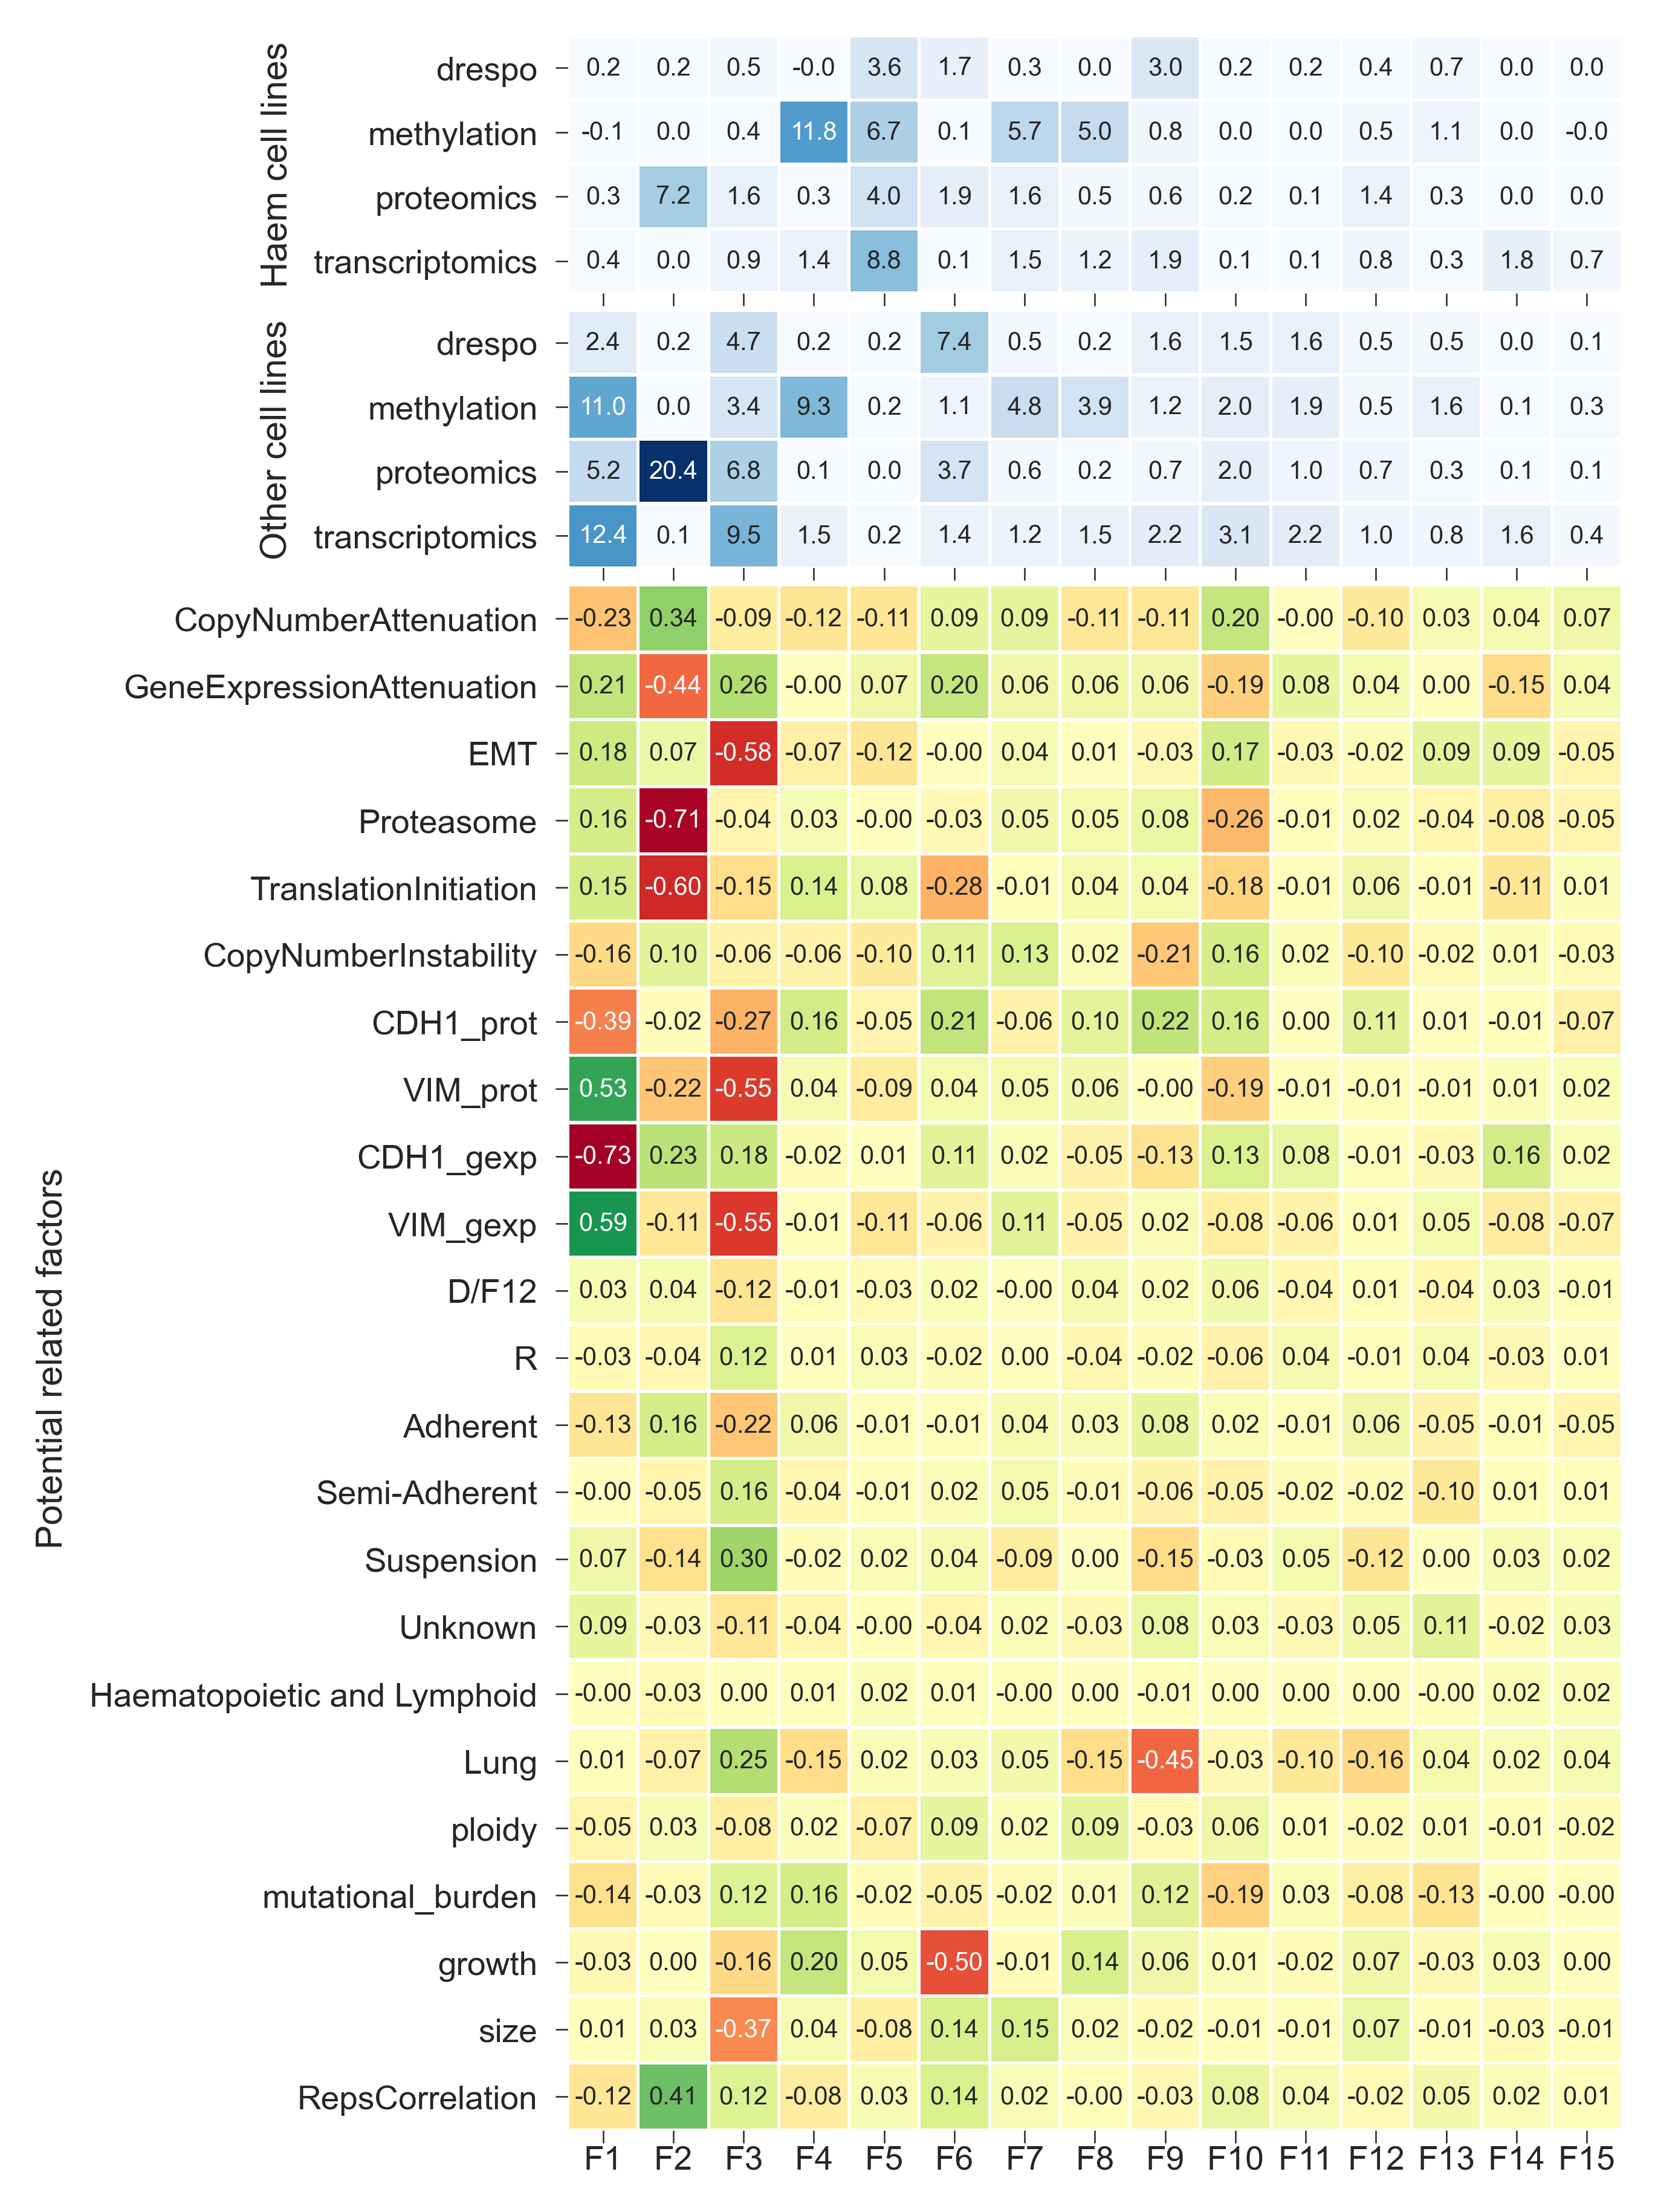 Haem cell lines
drespo 0.2 0.2 0.5 -0.0 3.6 1.7 0.3 0.0 3.0 0.2 0.2 0.4 0.7 0.0 0.0
methylation -0.1 0.0 0.4 11.8 6.7 0.1 5.7 5.0 0.8 0.0 0.0 0.5 1.1 0.0 -0.0
proteomics 0.3 7.2 1.6 0.3 4.0 1.9 1.6 0.5 0.6 0.2 0.1 1.4 0.3 0.0 0.0
transcriptomics 0.4 0.0 0.9 1.4 8.8 0.1 1.5 1.2 1.9 0.1 0.1 0.8 0.3 1.8 0.7
Other cell lines
drespo 2.4 0.2 4.7 0.2 0.2 7.4 0.5 0.2 1.6 1.5 1.6 0.5 0.5 0.0 0.1
methylation 11.0 0.0 3.4 9.3 0.2 1.1 4.8 3.9 1.2 2.0 1.9 0.5 1.6 0.1 0.3
proteomics 5.2 20.4 6.8 0.1 0.0 3.7 0.6 0.2 0.7 2.0 1.0 0.7 0.3 0.1 0.1
transcriptomics 12.4 0.1 9.5 1.5 0.2 1.4 1.2 1.5 2.2 3.1 2.2 1.0 0.8 1.6 0.4
Potential related factors
CopyNumberAttenuation -0.23 0.34 -0.09 -0.12 -0.11 0.09 0.09 -0.11 -0.11 0.20 -0.00 -0.10 0.03 0.04 0.07
GeneExpressionAttenuation 0.21 -0.44 0.26 -0.00 0.07 0.20 0.06 0.06 0.06 -0.19 0.08 0.04 0.00 -0.15 0.04
EMT 0.18 0.07 -0.58 -0.07 -0.12 -0.00 0.04 0.01 -0.03 0.17 -0.03 -0.02 0.09 0.09 -0.05
Proteasome 0.16 -0.71 -0.04 0.03 -0.00 -0.03 0.05 0.05 0.08 -0.26 -0.01 0.02 -0.04 -0.08 -0.05
TranslationInitiation 0.15 -0.60 -0.15 0.14 0.08 -0.28 -0.01 0.04 0.04 -0.18 -0.01 0.06 -0.01 -0.11 0.01
CopyNumberInstability -0.16 0.10 -0.06 -0.06 -0.10 0.11 0.13 0.02 -0.21 0.16 0.02 -0.10 -0.02 0.01 -0.03
CDH1_prot -0.39 -0.02 -0.27 0.16 -0.05 0.21 -0.06 0.10 0.22 0.16 0.00 0.11 0.01 -0.01 -0.07
VIM_prot 0.53 -0.22 -0.55 0.04 -0.09 0.04 0.05 0.06 -0.00 -0.19 -0.01 -0.01 -0.01 0.01 0.02
CDH1_gexp -0.73 0.23 0.18 -0.02 0.01 0.11 0.02 -0.05 -0.13 0.13 0.08 -0.01 -0.03 0.16 0.02
VIM_gexp 0.59 -0.11 -0.55 -0.01 -0.11 -0.06 0.11 -0.05 0.02 -0.08 -0.06 0.01 0.05 -0.08 -0.07
D/F12 0.03 0.04 -0.12 -0.01 -0.03 0.02 -0.00 0.04 0.02 0.06 -0.04 0.01 -0.04 0.03 -0.01
R -0.03 -0.04 0.12 0.01 0.03 -0.02 0.00 -0.04 -0.02 -0.06 0.04 -0.01 0.04 -0.03 0.01
Adherent -0.13 0.16 -0.22 0.06 -0.01 -0.01 0.04 0.03 0.08 0.02 -0.01 0.06 -0.05 -0.01 -0.05
Semi-Adherent -0.00 -0.05 0.16 -0.04 -0.01 0.02 0.05 -0.01 -0.06 -0.05 -0.02 -0.02 -0.10 0.01 0.01
Suspension 0.07 -0.14 0.30 -0.02 0.02 0.04 -0.09 0.00 -0.15 -0.03 0.05 -0.12 0.00 0.03 0.02
Unknown 0.09 -0.03 -0.11 -0.04 -0.00 -0.04 0.02 -0.03 0.08 0.03 -0.03 0.05 0.11 -0.02 0.03
Haematopoietic and Lymphoid -0.00 -0.03 0.00 0.01 0.02 0.01 -0.00 0.00 -0.01 0.00 0.00 0.00 -0.00 0.02 0.02
Lung 0.01 -0.07 0.25 -0.15 0.02 0.03 0.05 -0.15 -0.45 -0.03 -0.10 -0.16 0.04 0.02 0.04
ploidy -0.05 0.03 -0.08 0.02 -0.07 0.09 0.02 0.09 -0.03 0.06 0.01 -0.02 0.01 -0.01 -0.02
mutational_burden -0.14 -0.03 0.12 0.16 -0.02 -0.05 -0.02 0.01 0.12 -0.19 0.03 -0.08 -0.13 -0.00 -0.00
growth -0.03 0.00 -0.16 0.20 0.05 -0.50 -0.01 0.14 0.06 0.01 -0.02 0.07 -0.03 0.03 0.00
size 0.01 0.03 -0.37 0.04 -0.08 0.14 0.15 0.02 -0.02 -0.01 -0.01 0.07 -0.01 -0.03 -0.01
RepsCorrelation -0.12 0.41 0.12 -0.08 0.03 0.14 0.02 -0.00 -0.03 0.08 0.04 -0.02 0.05 0.02 0.01
F1 F2 F3 F4 F5 F6 F7 F8 F9 F10 F11 F12 F13 F14 F15